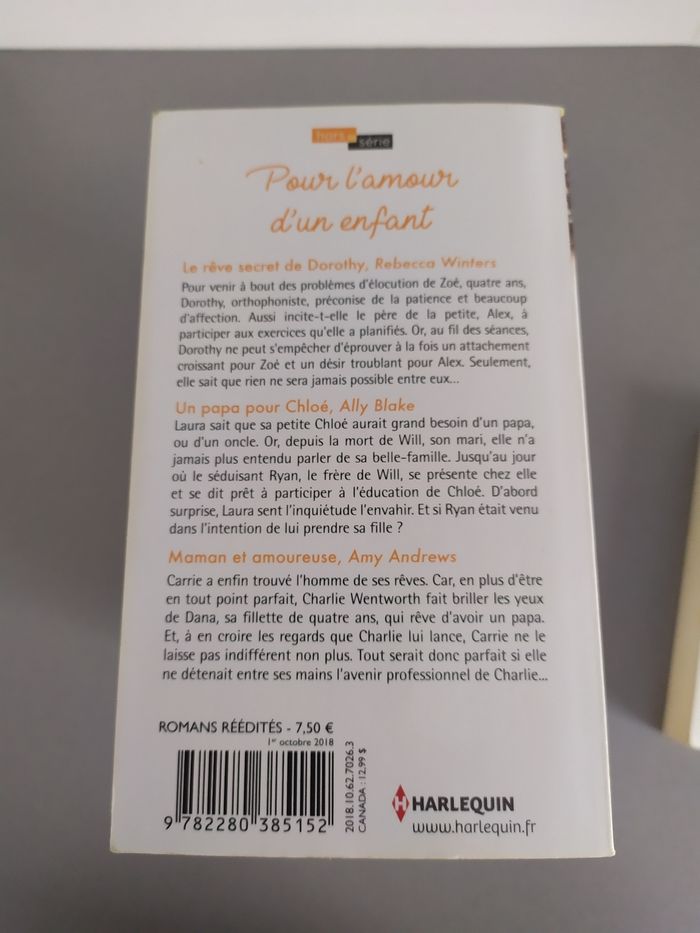 hors
série
Pour l'amour
d'un enfant
Le rêve secret de Dorothy, Rebecca Winters
Pour venir à bout des problèmes d'élocution de Zoé, quatre ans,
Dorothy, orthophoniste, préconise de la patience et beaucoup
d'affection. Aussi incite-t-elle le père de la petite, Alex, à
participer aux exercices qu'elle a planifiés. Or, au fil des séances,
Dorothy ne peut s'empêcher d'éprouver à la fois un attachement
croissant pour Zoé et un désir troublant pour Alex. Seulement,
elle sait que rien ne sera jamais possible entre eux...
Un papa pour Chloé, Ally Blake
Laura sait que sa petite Chloé aurait grand besoin d'un papa,
ou d'un oncle. Or, depuis la mort de Will, son mari, elle n'a
jamais plus entendu parler de sa belle-famille. Jusqu'au jour
où le séduisant Ryan, le frère de Will, se présente chez elle
et se dit prêt à participer à l'éducation de Chloé. D'abord
surprise, Laura sent l'inquiétude l'envahir. Et si Ryan était venu
dans l'intention de lui prendre sa fille ?
Maman et amoureuse, Amy Andrews
Carrie a enfin trouvé l'homme de ses rêves. Car, en plus d'être
en tout point parfait, Charlie Wentworth fait briller les yeux
de Dana, sa fillette de quatre ans, qui rêve d'avoir un papa.
Et, à en croire les regards que Charlie lui lance, Carrie ne le
laisse pas indifférent non plus. Tout serait donc parfait si elle
ne détenait entre ses mains l'avenir professionnel de Charlie...
ROMANS RÉÉDITÉS - 7,50 €
1er octobre 2018
9 782280 385152
2018.10.62.7026.3
CANADA : 12,99 $
H HARLEQUIN
www.harlequin.fr